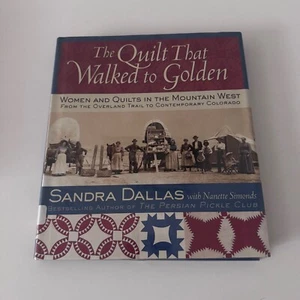 The Quilt That
Walked to Golden
Women and Quilts in the Mountain West
From the Overland Trail to Contemporary Colorado
Sandra Dallas with Nanette Simonds
Bestselling Author of The Persian Pickle Club